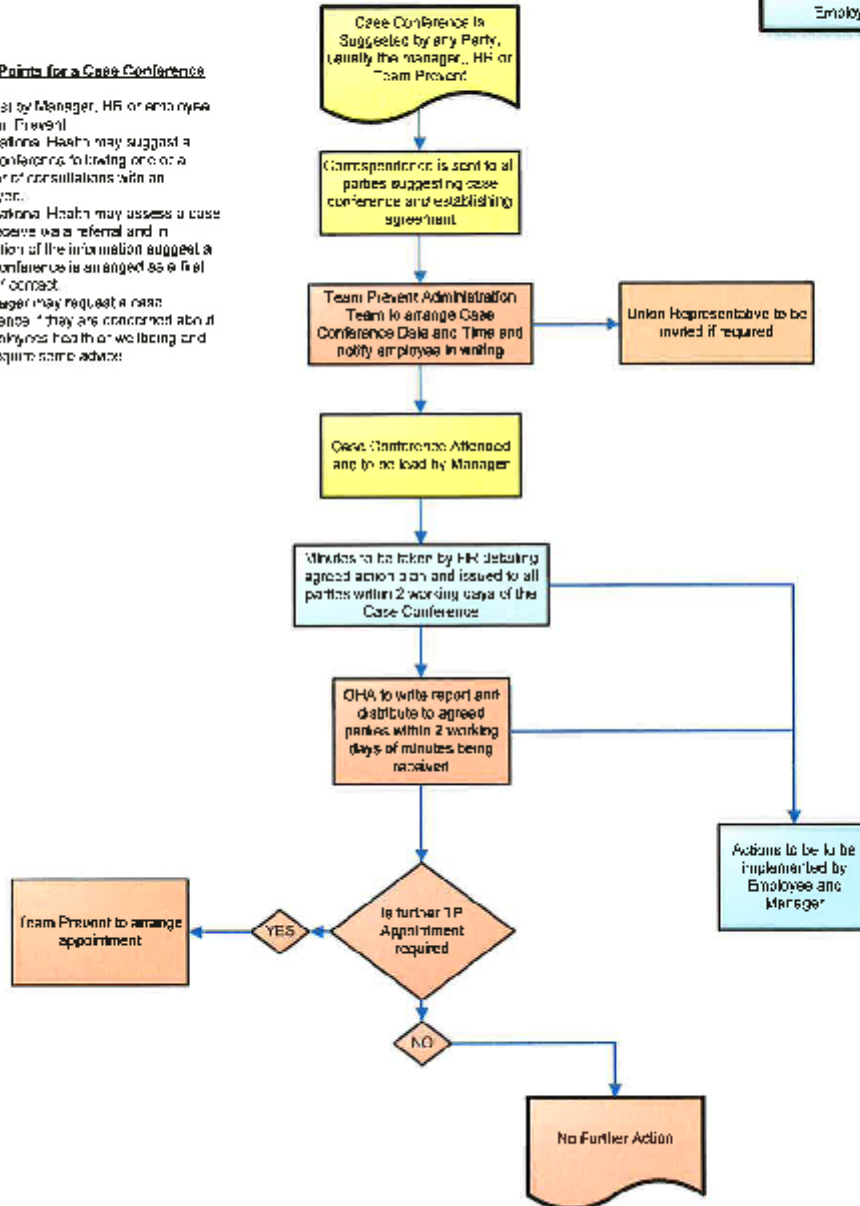 Employ
Points for a Case Conference
by Manager, HR or employee
Prevent
Health may suggest a
conference following one or a
of consultations with an
Health may assess a case
via a referral and in
of the information suggest a
conference is arranged as a first
of contact.
may request a case
if they are concerned about
health or wellbeing and
some advice
Case Conference is
Suggested by any Party,
usually the manager, HR or
Team Prevent
Correspondence is sent to all
parties suggesting case
conference and establishing
agreement
Team Prevent Administration
Team to arrange Case
Conference Date and Time and
notify employee in writing
Union Representative to be
invited if required
Case Conference Attended
and to be lead by Manager
Minutes to be taken by HR detailing
agreed action plan and issued to all
parties within 2 working days of the
Case Conference
OHA to write report and
distribute to agreed
parties within 2 working
days of minutes being
received
Actions to be to be
implemented by
Employee and
Manager
Is further TP
Appointment
required
YES
Team Prevent to arrange
appointment
NO
No Further Action